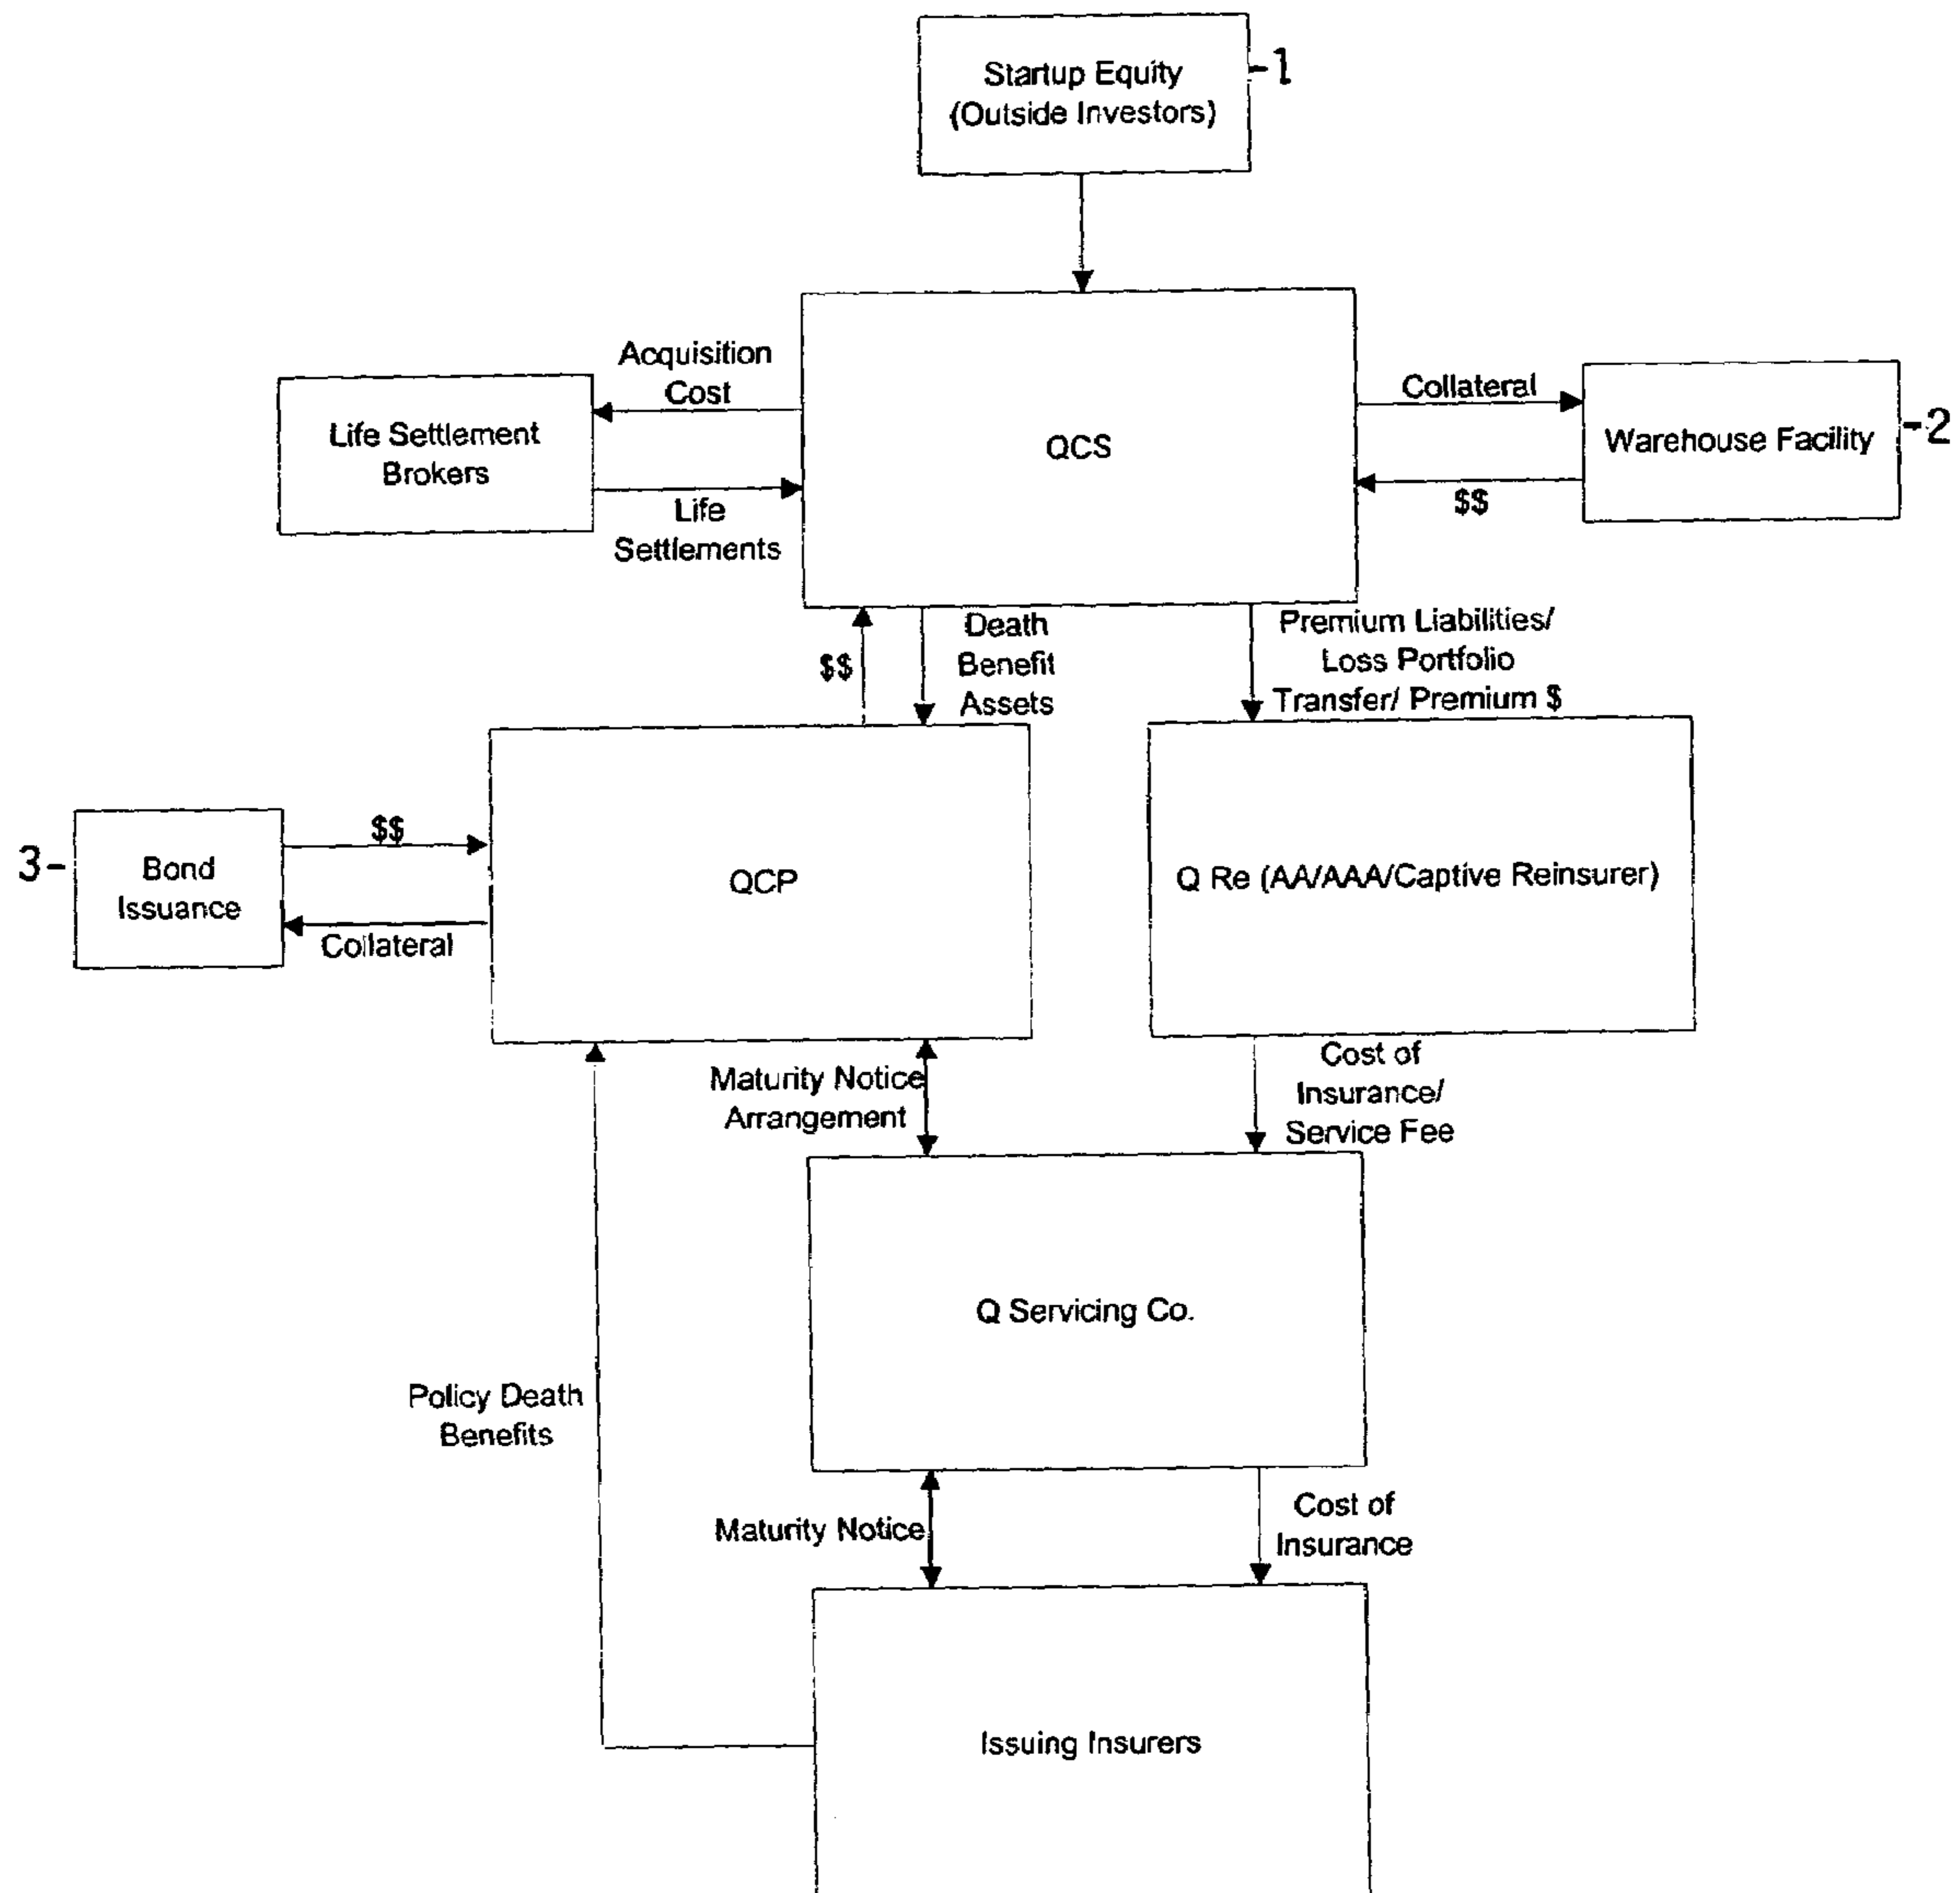 Startup Equity
(Outside Investors)
-1
Acquisition
Cost
Life Settlement
Brokers
Life
Settlements
QCS
Collateral
Warehouse Facility
-2
$$
$$
Death
Benefit
Assets
Premium Liabilities/
Loss Portfolio
Transfer/ Premium $
3-
Bond
Issuance
$$
Collateral
QCP
Q Re (AA/AAA/Captive Reinsurer)
Maturity Notice
Arrangement
Cost of
Insurance/
Service Fee
Q Servicing Co.
Policy Death
Benefits
Maturity Notice
Cost of
Insurance
Issuing Insurers